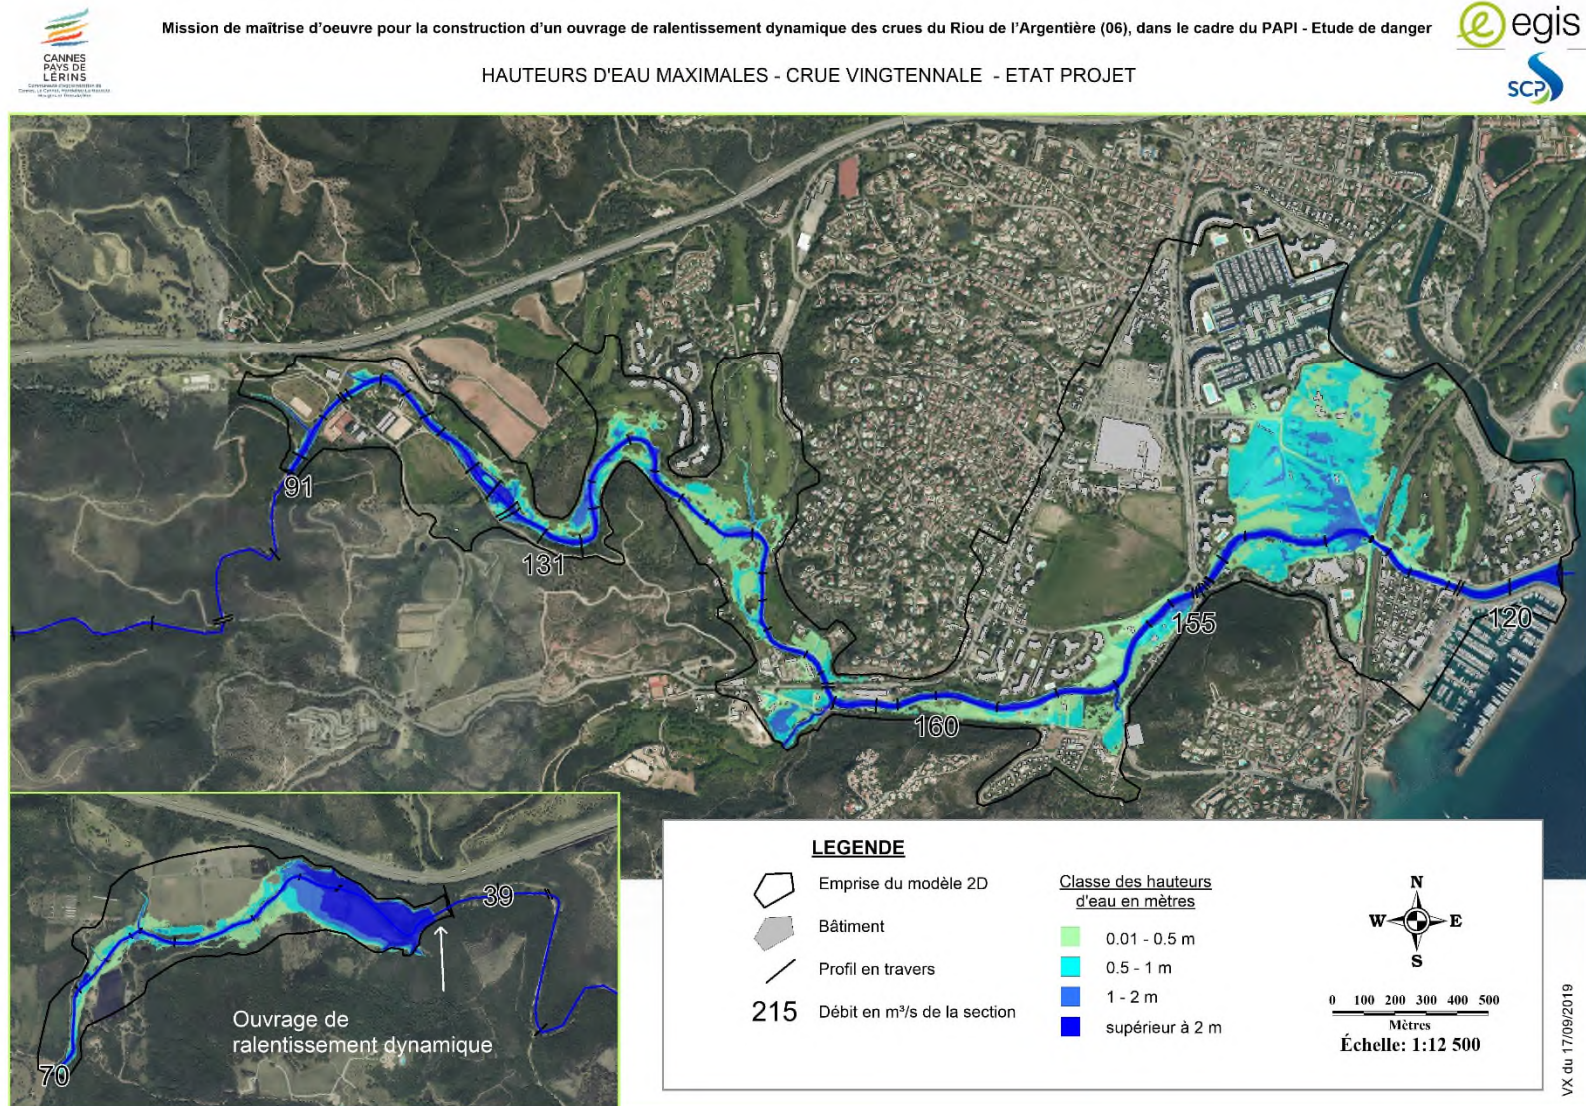 Mission de maîtrise d'oeuvre pour la construction d'un ouvrage de ralentissement dynamique des crues du Riou de l'Argentière (06), dans le cadre du PAPI - Etude de danger
HAUTEURS D'EAU MAXIMALES - CRUE VINGTENNALE - ETAT PROJET
CANNES
PAYS DE
LÉRINS
egis
SCP
91
131
160
155
120
39
70
Ouvrage de
ralentissement dynamique
LEGENDE
Emprise du modèle 2D
Bâtiment
Profil en travers
215 Débit en m³/s de la section
Classe des hauteurs
d'eau en mètres
0.01 - 0.5 m
0.5 - 1 m
1 - 2 m
supérieur à 2 m
N
W E
S
0 100 200 300 400 500
Mètres
Échelle: 1:12 500
VX du 17/09/2019